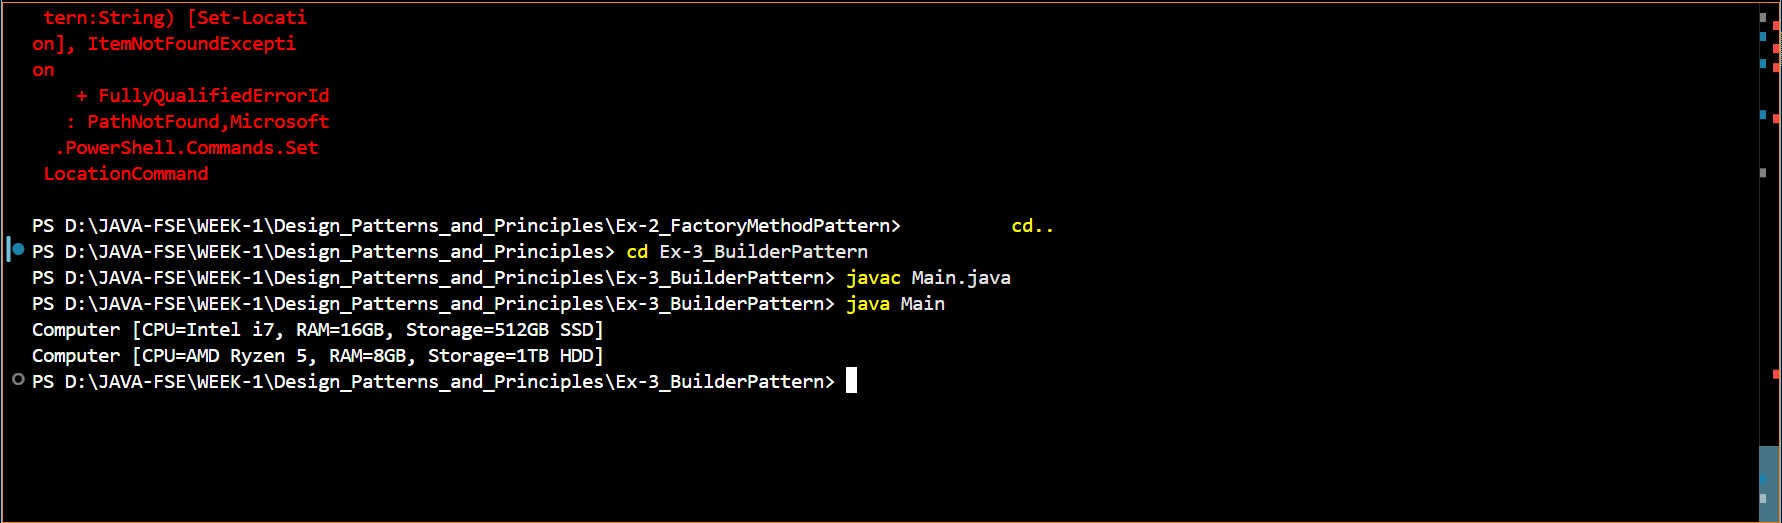 tern:String) [Set-Locati
on], ItemNotFoundExcepti
on
+ FullyQualifiedErrorId
: PathNotFound,Microsoft
.PowerShell.Commands.Set
LocationCommand
PS D:\JAVA-FSE\WEEK-1\Design_Patterns_and_Principles\Ex-2_FactoryMethodPattern> cd..
PS D:\JAVA-FSE\WEEK-1\Design_Patterns_and_Principles> cd Ex-3_BuilderPattern
PS D:\JAVA-FSE\WEEK-1\Design_Patterns_and_Principles\Ex-3_BuilderPattern> javac Main.java
PS D:\JAVA-FSE\WEEK-1\Design_Patterns_and_Principles\Ex-3_BuilderPattern> java Main
Computer [CPU=Intel i7, RAM=16GB, Storage=512GB SSD]
Computer [CPU=AMD Ryzen 5, RAM=8GB, Storage=1TB HDD]
PS D:\JAVA-FSE\WEEK-1\Design_Patterns_and_Principles\Ex-3_BuilderPattern>